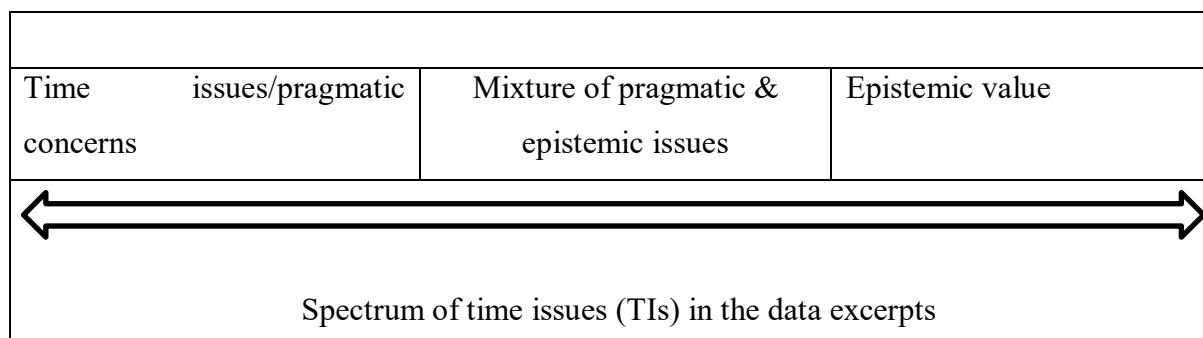 Time issues/pragmatic
concerns
Mixture of pragmatic &
epistemic issues
Epistemic value
Spectrum of time issues (TIs) in the data excerpts